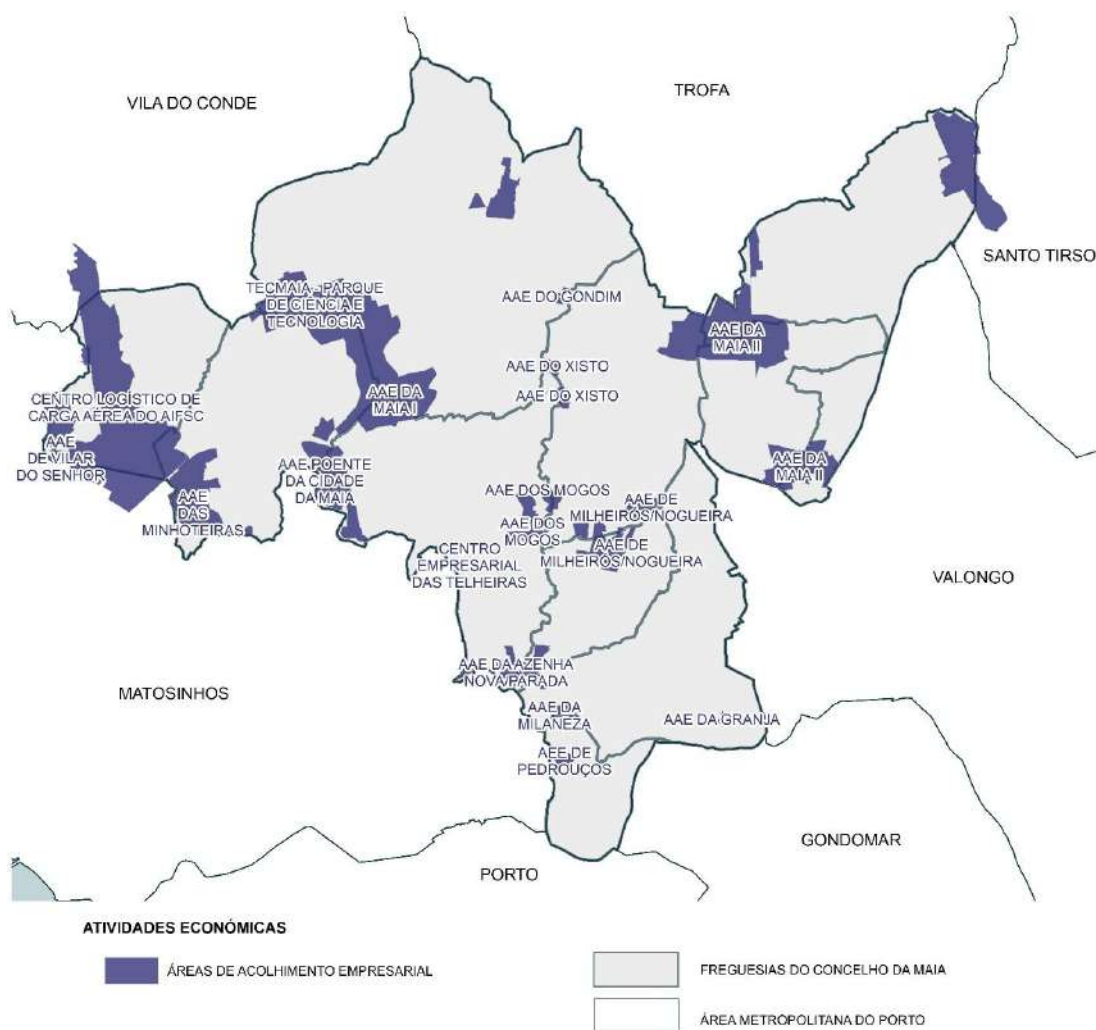 VILA DO CONDE
TROFA
SANTO TIRSO
TECMAIA - PARQUE
DE CIÊNCIA E
TECNOLOGIA
AAE DO GONDIM
AAE DA
MAIA II
AAE DO XISTO
AAE DO XISTO
AAE DA
MAIA I
CENTRO LOGÍSTICO DE
CARGA AÉREA DO AIFSC
AAE
DE VILAR
DO SENHOR
AAE POENTE
DA CIDADE
DA MAIA
AAE DA
MAIA II
AAE
DAS
MINHOTEIRAS
AAE DOS MOGOS
AAE DE
MILHEIRÓS/NOGUEIRA
AAE DOS
MOGOS
AAE DE
MILHEIRÓS/NOGUEIRA
CENTRO
EMPRESARIAL
DAS TELHEIRAS
VALONGO
AAE DA AZENHA
NOVA/PARADA
MATOSINHOS
AAE DA
MILANEZA
AAE DA GRANJA
AEE DE
PEDROUÇOS
GONDOMAR
PORTO
ATIVIDADES ECONÓMICAS
ÁREAS DE ACOLHIMENTO EMPRESARIAL
FREGUESIAS DO CONCELHO DA MAIA
ÁREA METROPOLITANA DO PORTO